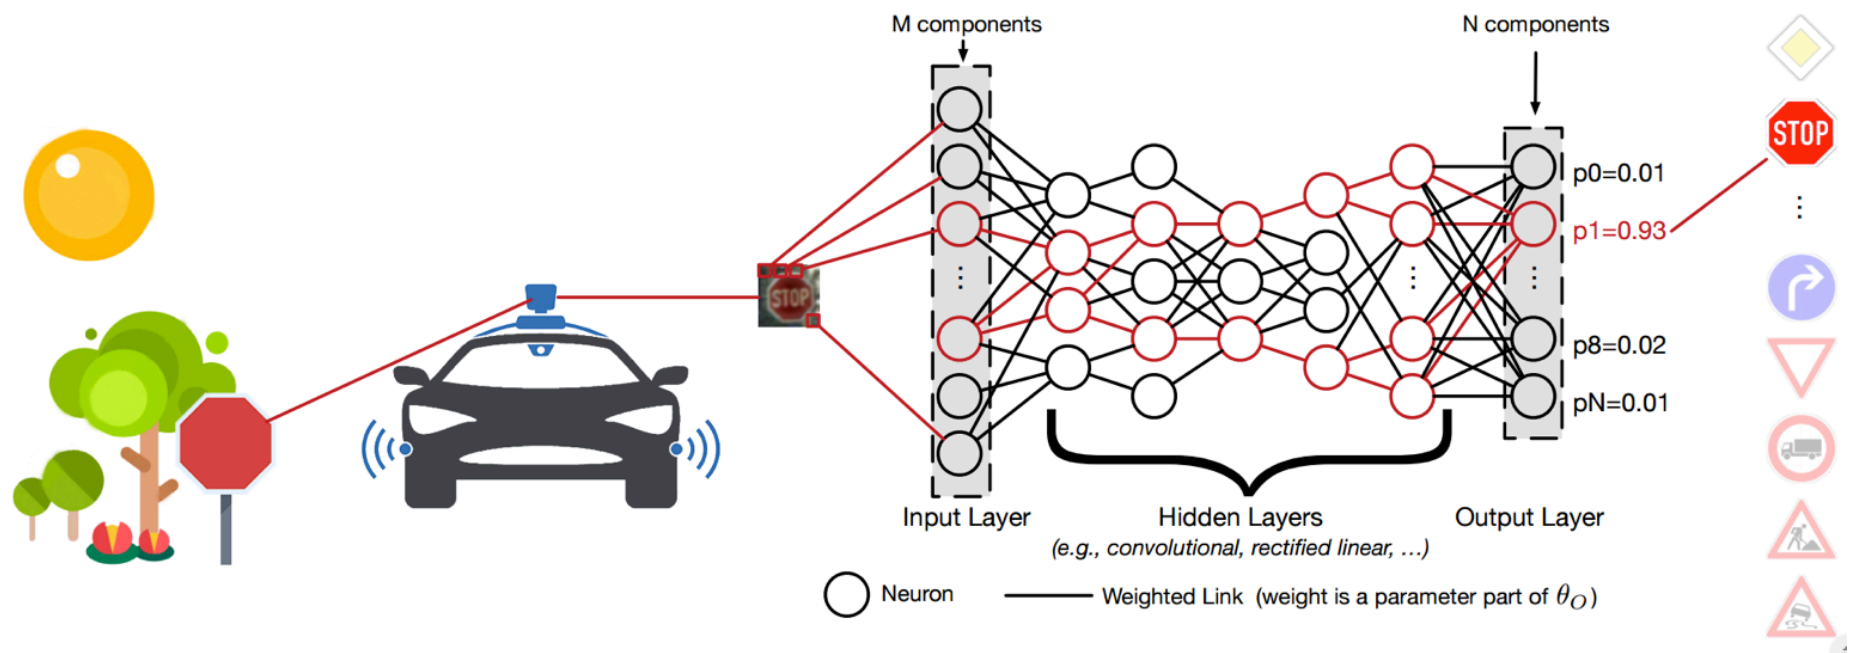 M components
N components
STOP
p0=0.01
p1=0.93
STOP
p8=0.02
pN=0.01
Input Layer
Hidden Layers
Output Layer
(e.g., convolutional, rectified linear, ...)
Neuron
Weighted Link (weight is a parameter part of θ_O)